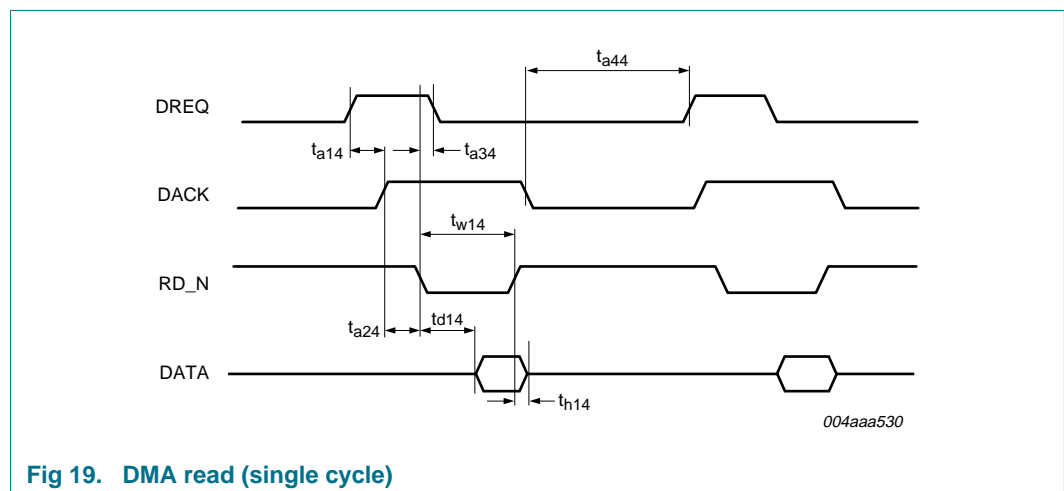 ta44
DREQ
ta14
ta34
DACK
tw14
RD_N
ta24
td14
DATA
th14
004aaa530
Fig 19. DMA read (single cycle)